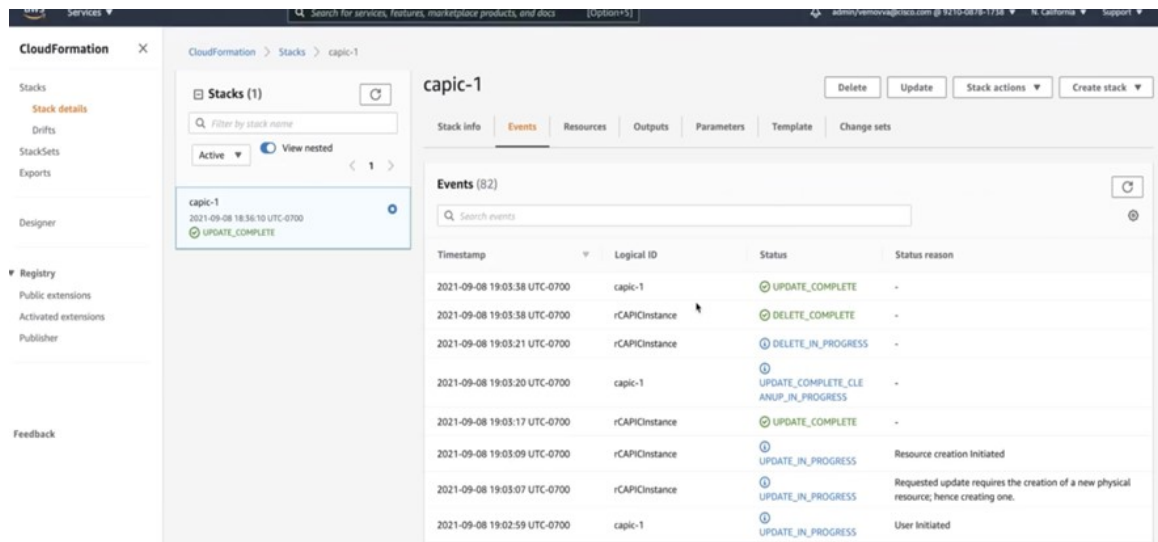 aws Services ▼ Search for services, features, marketplace products, and docs [Option+S] N. California ▼ Support ▼
CloudFormation ×
Stacks
Stack details
Drifts
StackSets
Exports
Designer
Registry
Public extensions
Activated extensions
Publisher
Feedback
CloudFormation > Stacks > capic-1
Stacks (1)
Filter by stack name
Active ▼ View nested
< 1 >
capic-1
2021-09-08 18:36:10 UTC-0700
UPDATE_COMPLETE
capic-1
Delete Update Stack actions ▼ Create stack ▼
Stack info Events Resources Outputs Parameters Template Change sets
Events (82)
Search events
Timestamp Logical ID Status Status reason
2021-09-08 19:03:38 UTC-0700 capic-1 UPDATE_COMPLETE -
2021-09-08 19:03:38 UTC-0700 rCAPICInstance DELETE_COMPLETE -
2021-09-08 19:03:21 UTC-0700 rCAPICInstance DELETE_IN_PROGRESS -
2021-09-08 19:03:20 UTC-0700 capic-1 UPDATE_COMPLETE_CLE -
ANUP_IN_PROGRESS
2021-09-08 19:03:17 UTC-0700 rCAPICInstance UPDATE_COMPLETE -
2021-09-08 19:03:09 UTC-0700 rCAPICInstance UPDATE_IN_PROGRESS Resource creation Initiated
2021-09-08 19:03:07 UTC-0700 rCAPICInstance UPDATE_IN_PROGRESS Requested update requires the creation of a new physical
resource; hence creating one.
2021-09-08 19:02:59 UTC-0700 capic-1 UPDATE_IN_PROGRESS User Initiated